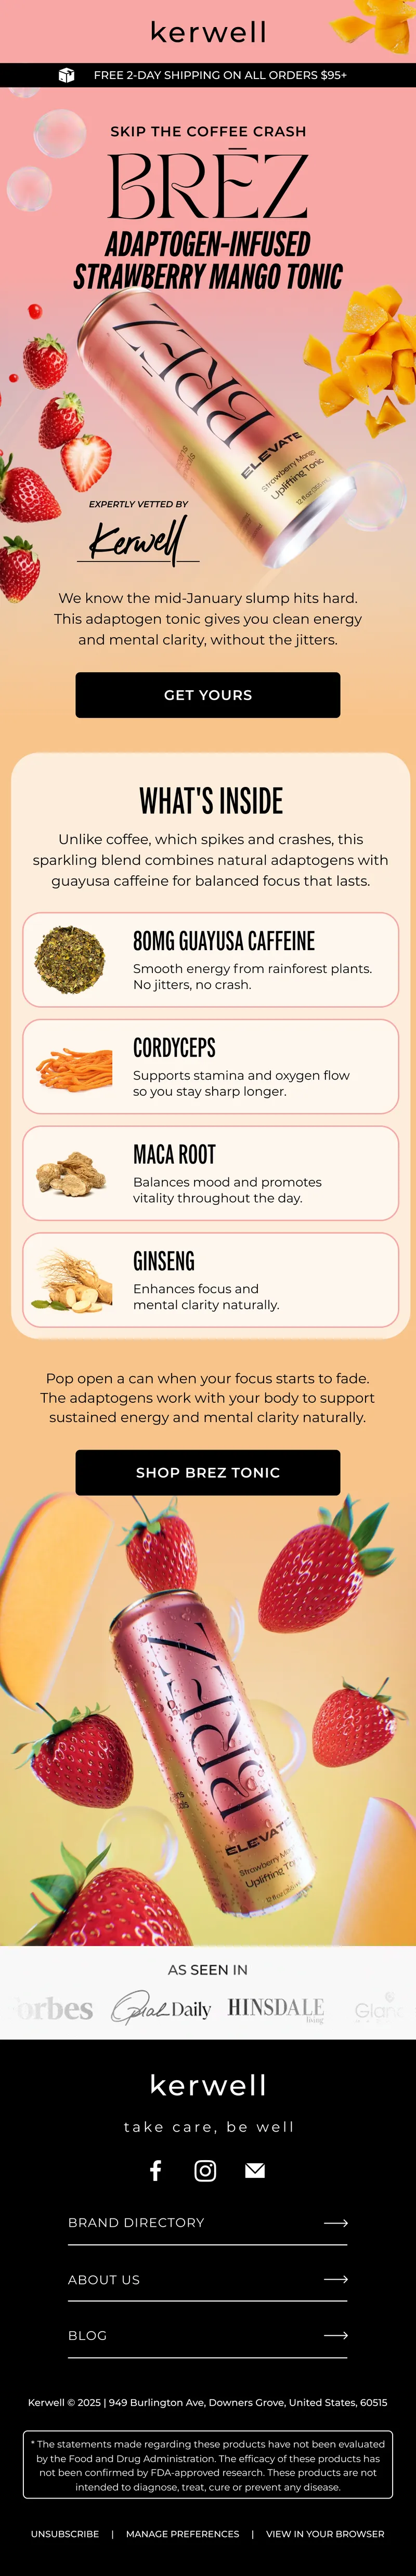 kerwell
FREE 2-DAY SHIPPING ON ALL ORDERS $95+
SKIP THE COFFEE CRASH
BRĒZ
ADAPTOGEN-INFUSED
STRAWBERRY MANGO TONIC
BRĒZ
ELEVATE
Strawberry Mango
Uplifting Tonic
EXPERTLY VETTED BY
Kerwell
We know the mid-January slump hits hard.
This adaptogen tonic gives you clean energy
and mental clarity, without the jitters.
GET YOURS
WHAT'S INSIDE
Unlike coffee, which spikes and crashes, this
sparkling blend combines natural adaptogens with
guayusa caffeine for balanced focus that lasts.
80MG GUAYUSA CAFFEINE
Smooth energy from rainforest plants.
No jitters, no crash.
CORDYCEPS
Supports stamina and oxygen flow
so you stay sharp longer.
MACA ROOT
Balances mood and promotes
vitality throughout the day.
GINSENG
Enhances focus and
mental clarity naturally.
Pop open a can when your focus starts to fade.
The adaptogens work with your body to support
sustained energy and mental clarity naturally.
SHOP BREZ TONIC
BRĒZ
ELEVAT
Strawberry M
Uplifting To
AS SEEN IN
orbes
Oprah Daily
HINSDALE
living
Glan
kerwell
take care, be well
BRAND DIRECTORY
ABOUT US
BLOG
Kerwell © 2025 | 949 Burlington Ave, Downers Grove, United States, 60515
* The statements made regarding these products have not been evaluated
by the Food and Drug Administration. The efficacy of these products has
not been confirmed by FDA-approved research. These products are not
intended to diagnose, treat, cure or prevent any disease.
UNSUBSCRIBE | MANAGE PREFERENCES | VIEW IN YOUR BROWSER